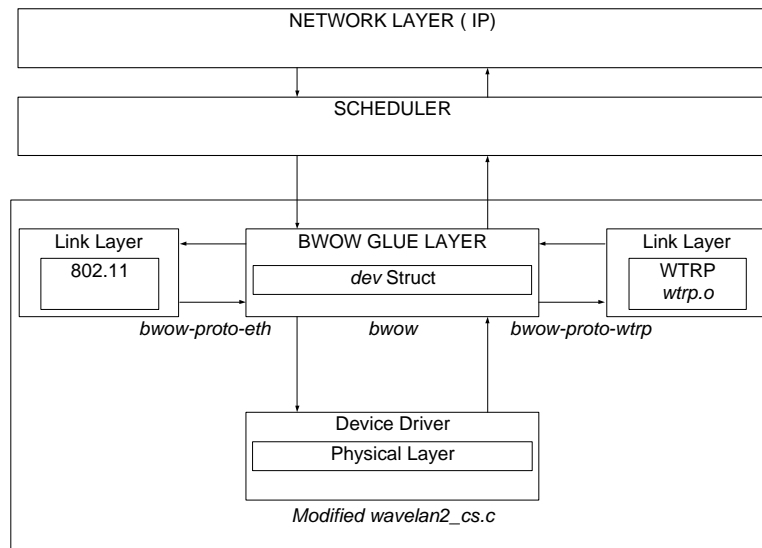 NETWORK LAYER ( IP)
SCHEDULER
Link Layer
802.11
bwow-proto-eth
BWOW GLUE LAYER
dev Struct
bwow
Link Layer
WTRP
wtrp.o
bwow-proto-wtrp
Device Driver
Physical Layer
Modified wavelan2_cs.c